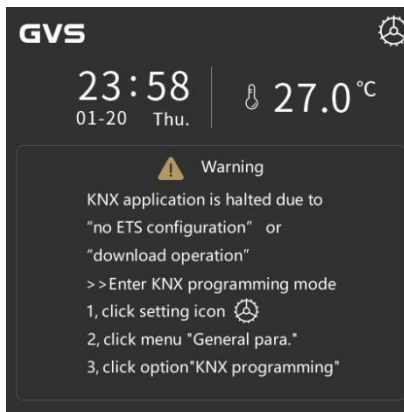 GVS
23:58
01-20 Thu.
27.0°C
Warning
KNX application is halted due to
"no ETS configuration" or
"download operation"
>>Enter KNX programming mode
1, click setting icon
2, click menu "General para."
3, click option"KNX programming"